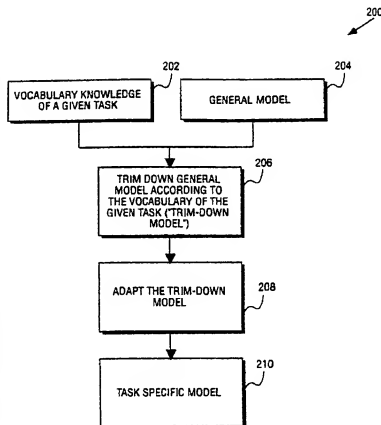 200
202
204
VOCABULARY KNOWLEDGE
OF A GIVEN TASK
GENERAL MODEL
206
TRIM DOWN GENERAL
MODEL ACCORDING TO
THE VOCABULARY OF THE
GIVEN TASK ("TRIM-DOWN
MODEL")
ADAPT THE TRIM-DOWN
MODEL
208
210
TASK SPECIFIC MODEL